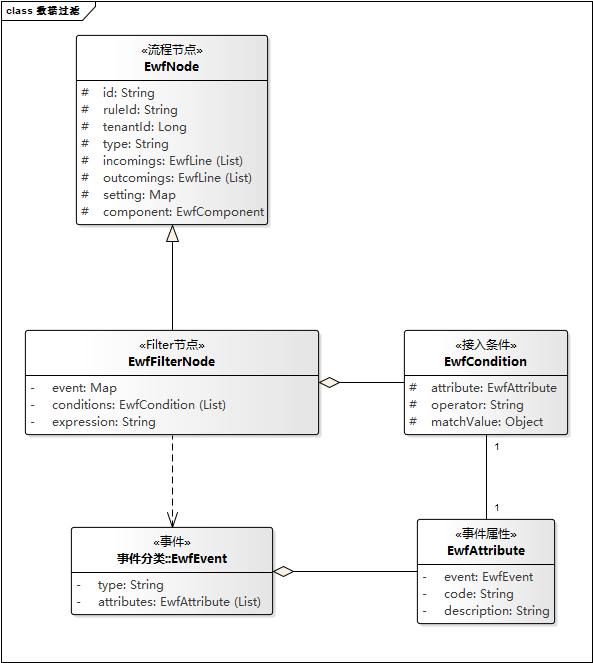 class 数据过滤
«流程节点»
EwfNode
# id: String
# ruleId: String
# tenantId: Long
# type: String
# incomings: EwfLine (List)
# outcomings: EwfLine (List)
# setting: Map
# component: EwfComponent
«Filter节点»
EwfFilterNode
- event: Map
- conditions: EwfCondition (List)
- expression: String
«接入条件»
EwfCondition
# attribute: EwfAttribute
# operator: String
# matchValue: Object
1
1
«事件»
事件分类::EwfEvent
- type: String
- attributes: EwfAttribute (List)
«事件属性»
EwfAttribute
- event: EwfEvent
- code: String
- description: String